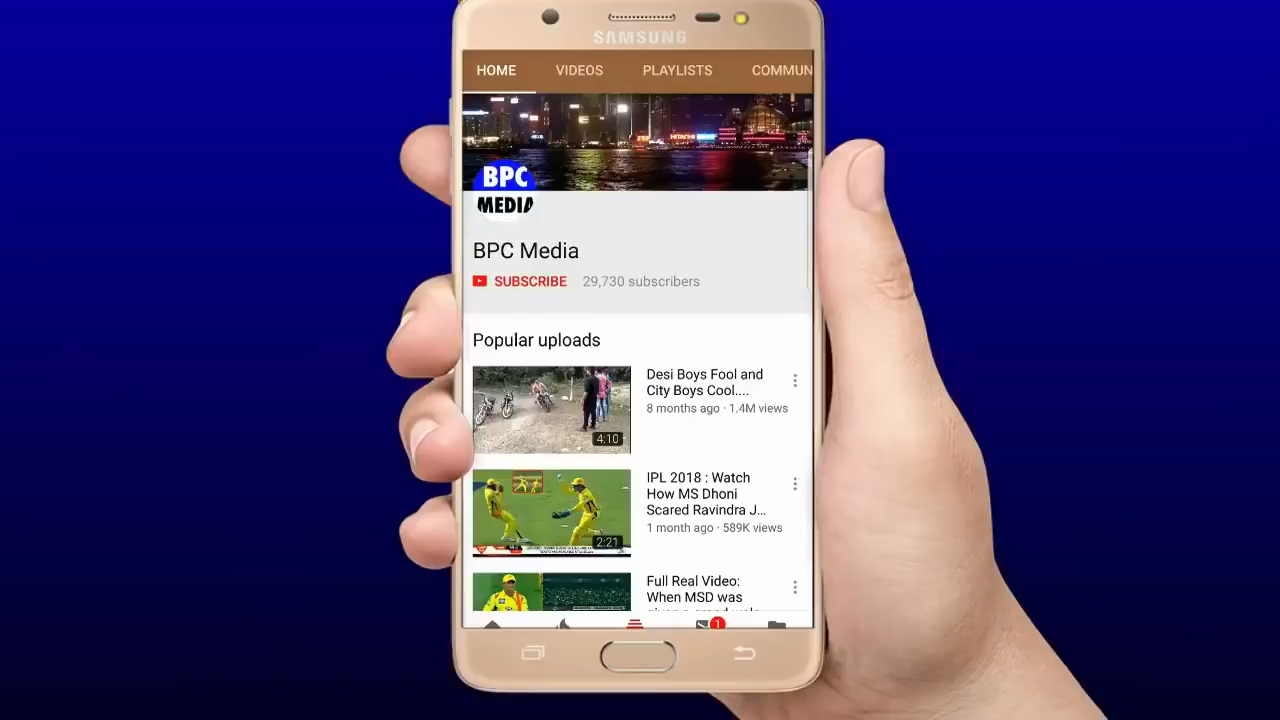 SAMSUNG
HOME VIDEOS PLAYLISTS COMMUN
HITACHI
BPC
MEDIA
BPC Media
SUBSCRIBE 29,730 subscribers
Popular uploads
Desi Boys Fool and
City Boys Cool....
8 months ago · 1.4M views
4:10
IPL 2018 : Watch
How MS Dhoni
Scared Ravindra J...
1 month ago · 589K views
2:21
Full Real Video:
When MSD was
1